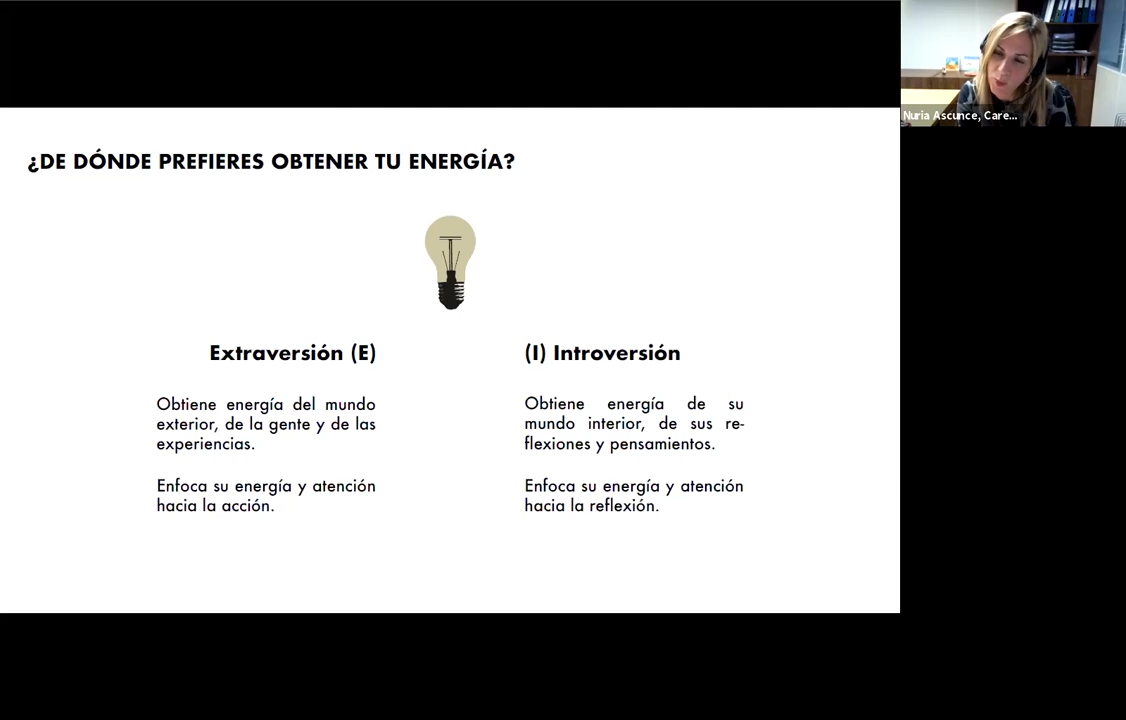 Nuria Ascunce, Care...
¿DE DÓNDE PREFIERES OBTENER TU ENERGÍA?
Extraversión (E)
Obtiene energía del mundo
exterior, de la gente y de las
experiencias.
Enfoca su energía y atención
hacia la acción.
(I) Introversión
Obtiene energía de su
mundo interior, de sus re-
flexiones y pensamientos.
Enfoca su energía y atención
hacia la reflexión.